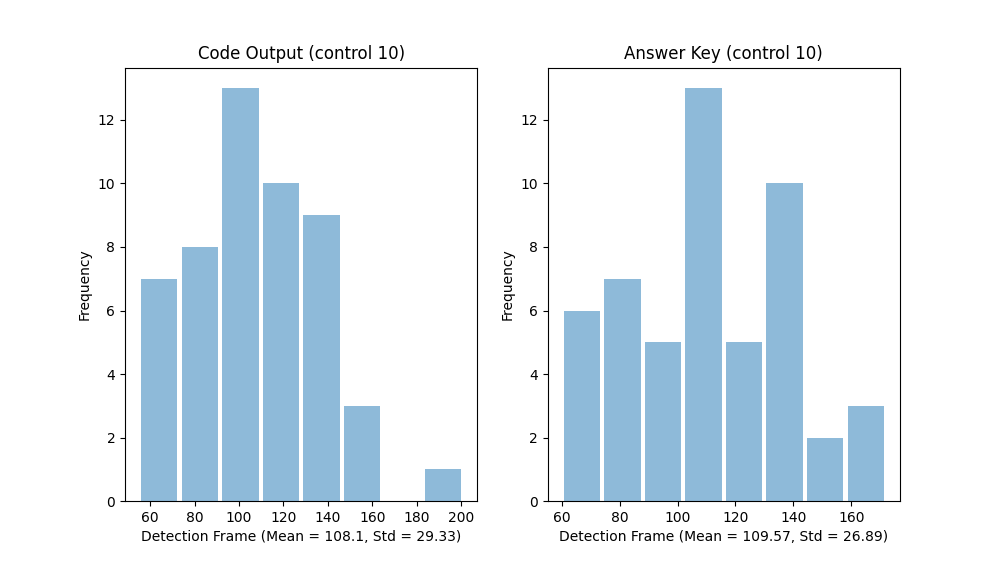 Code Output (control 10)
Frequency
12
10
8
6
4
2
0
60 80 100 120 140 160 180 200
Detection Frame (Mean = 108.1, Std = 29.33)
Answer Key (control 10)
Frequency
12
10
8
6
4
2
0
60 80 100 120 140 160
Detection Frame (Mean = 109.57, Std = 26.89)